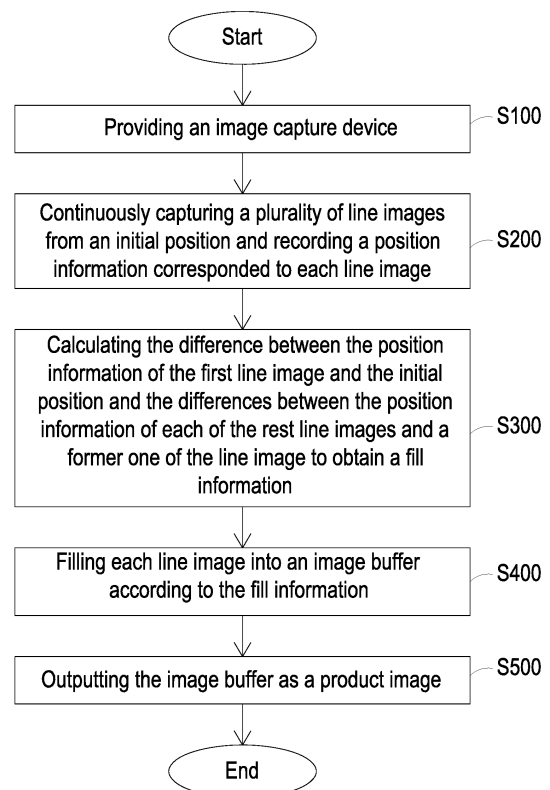 Start
Providing an image capture device
S100
Continuously capturing a plurality of line images
from an initial position and recording a position
information corresponded to each line image
S200
Calculating the difference between the position
information of the first line image and the initial
position and the differences between the position
information of each of the rest line images and a
former one of the line image to obtain a fill
information
S300
Filling each line image into an image buffer
according to the fill information
S400
Outputting the image buffer as a product image
S500
End